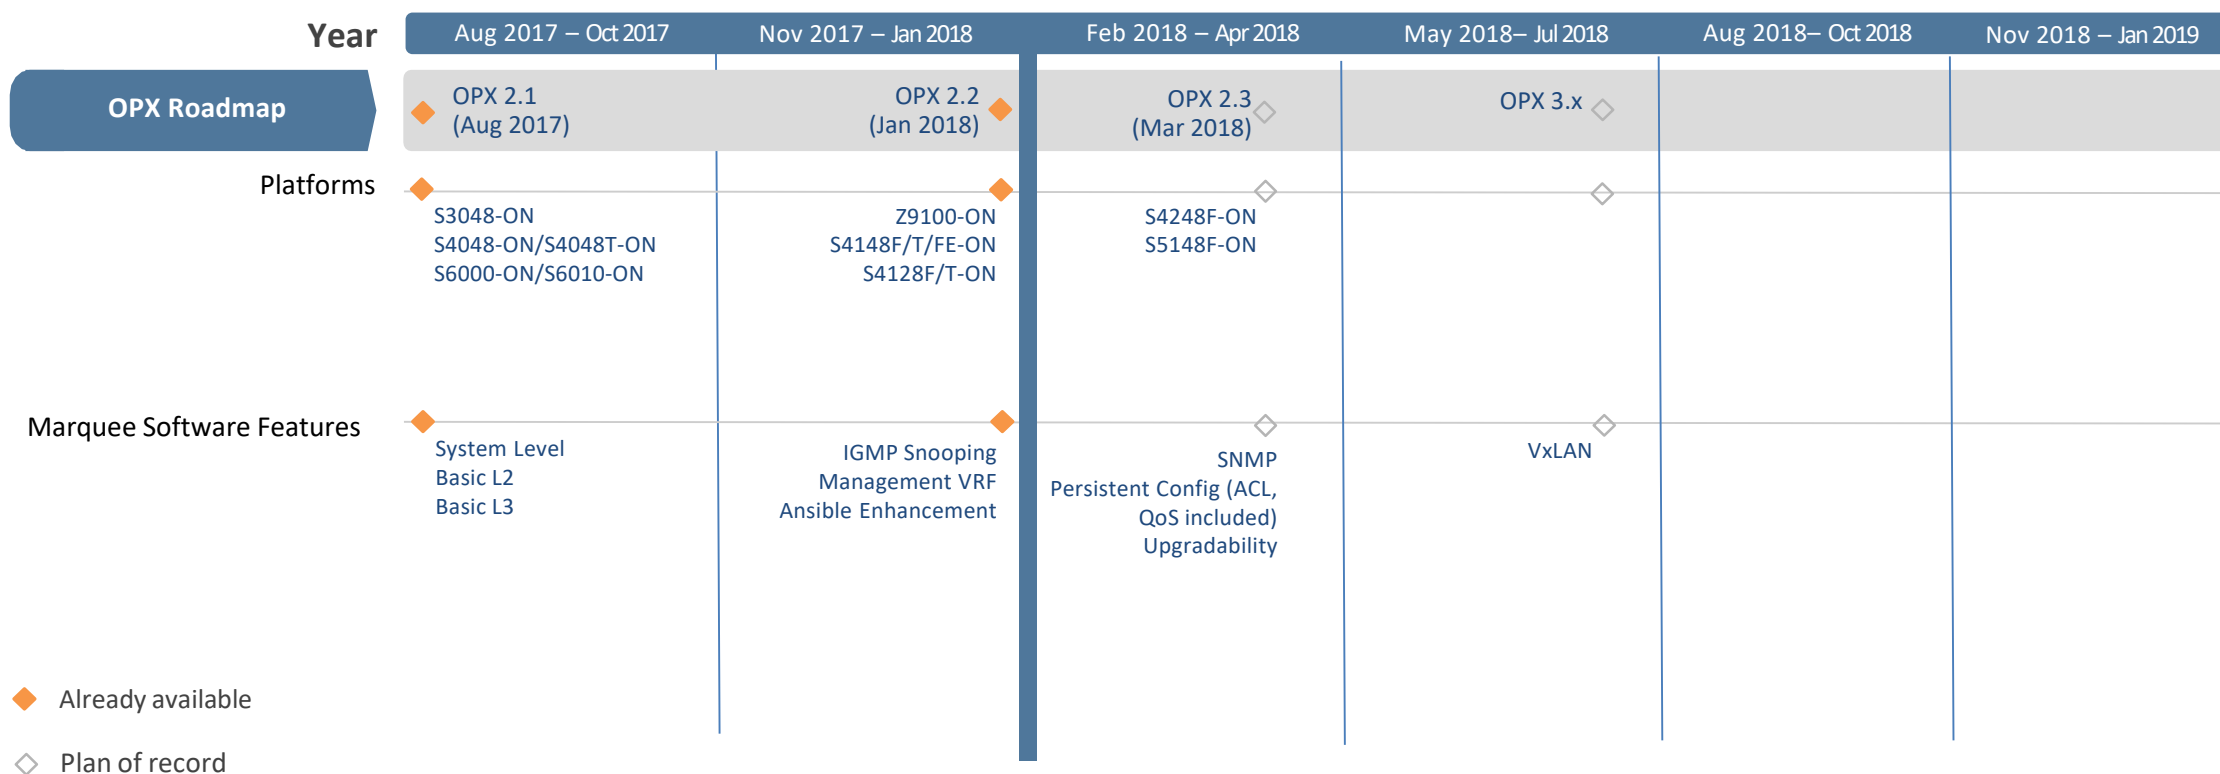 Year
Aug 2017 – Oct 2017
Nov 2017 – Jan 2018
Feb 2018 – Apr 2018
May 2018– Jul 2018
Aug 2018– Oct 2018
Nov 2018 – Jan 2019
OPX Roadmap
OPX 2.1
(Aug 2017)
OPX 2.2
(Jan 2018)
OPX 2.3
(Mar 2018)
OPX 3.x
Platforms
S3048-ON
S4048-ON/S4048T-ON
S6000-ON/S6010-ON
Z9100-ON
S4148F/T/FE-ON
S4128F/T-ON
S4248F-ON
S5148F-ON
Marquee Software Features
System Level
Basic L2
Basic L3
IGMP Snooping
Management VRF
Ansible Enhancement
SNMP
Persistent Config (ACL,
QoS included)
Upgradability
VxLAN
Already available
Plan of record